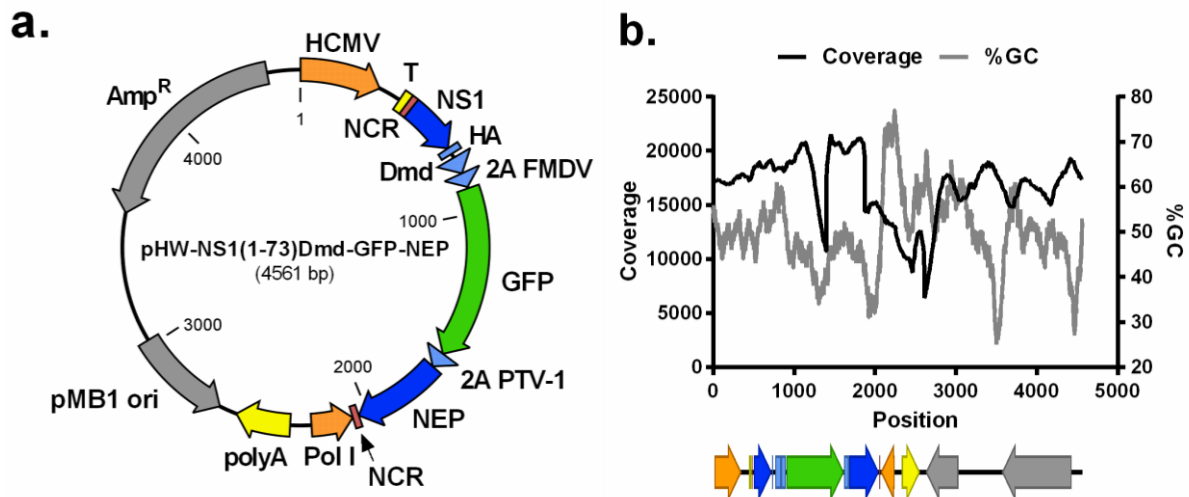 a.
HCMV
T
NS1
NCR
HA
Dmd
2A FMDV
1000
GFP
2A PTV-1
2000
NEP
NCR
Pol I
polyA
pMB1 ori
3000
4000
AmpR
1
pHW-NS1(1-73)Dmd-GFP-NEP
(4561 bp)
b.
Coverage %GC
25000
20000
15000
10000
5000
0
Coverage
80
70
60
50
40
30
20
%GC
0 1000 2000 3000 4000 5000
Position